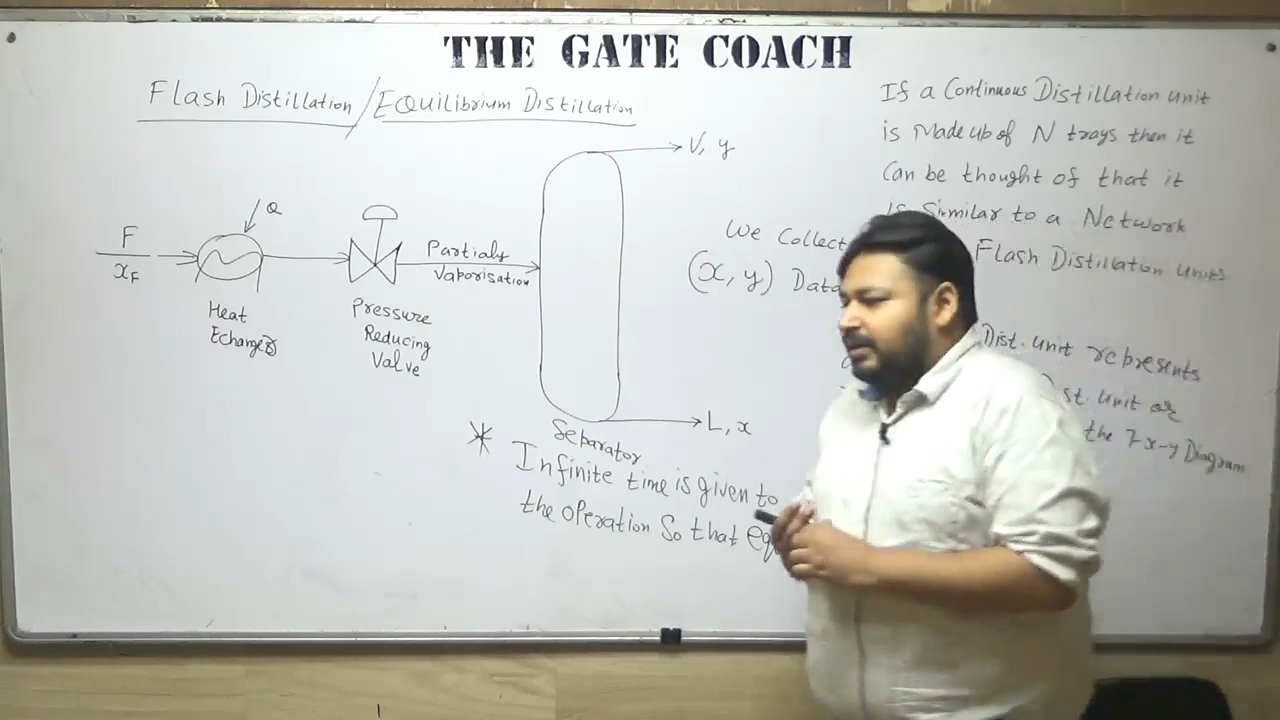 THE GATE COACH
Flash Distillation / Equilibrium Distillation
If a Continuous Distillation unit
is Made up of N trays then it
Can be thought of that it
is Similar to a Network
Flash Distillation units
V, y
Q
F
xF
Partialy
Vaporisation
We Collect
(x, y) Data
Heat
Echanger
Pressure
Reducing
Valve
Dist. unit represents
st. unit or
the Tx-y Diagram
L, x
Separator
* Infinite time is given to
the operation So that eq